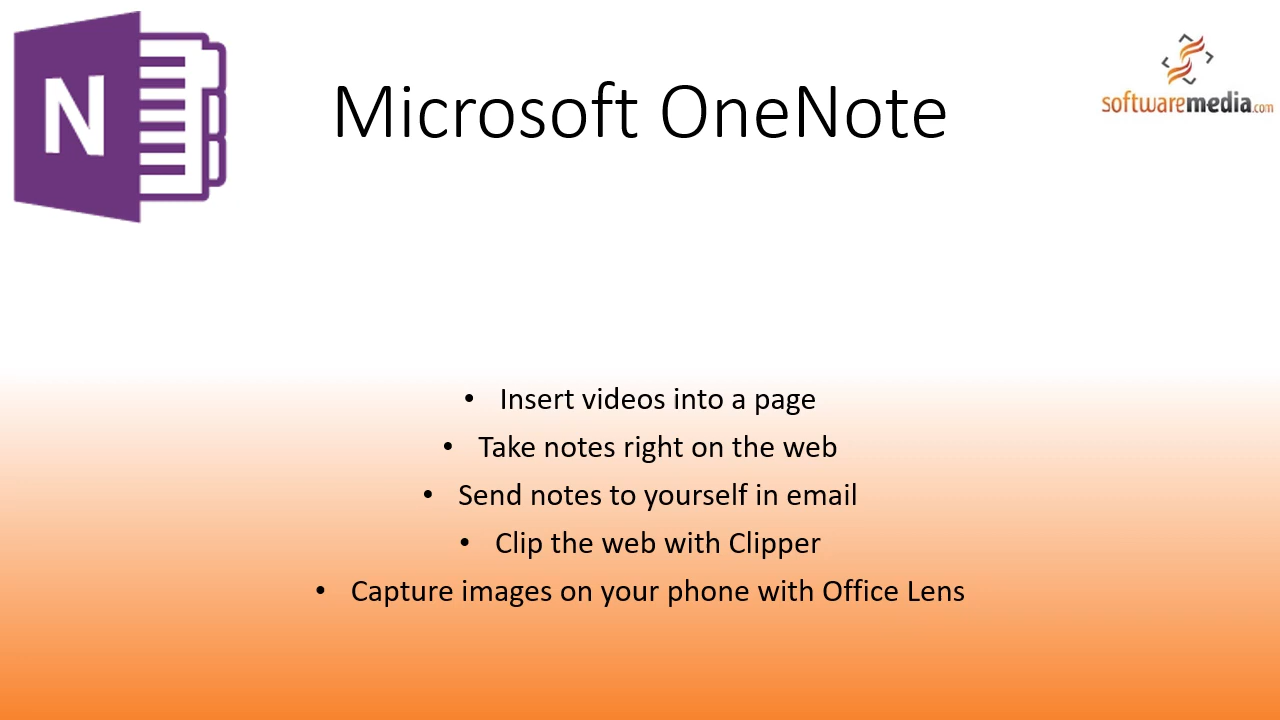 N
Microsoft OneNote
softwaremedia.com
• Insert videos into a page
• Take notes right on the web
• Send notes to yourself in email
• Clip the web with Clipper
• Capture images on your phone with Office Lens